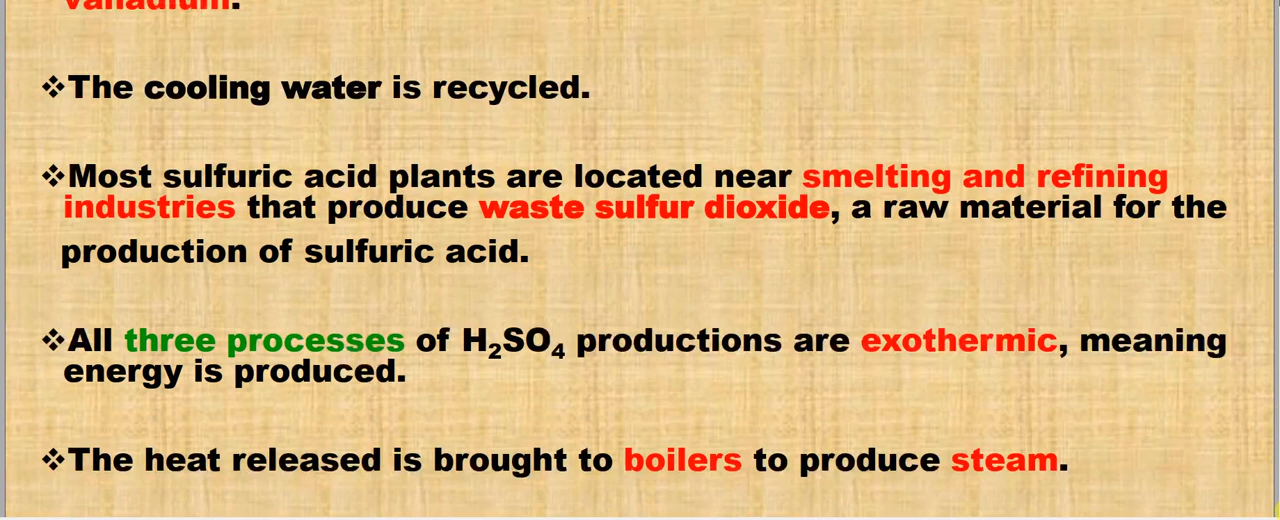 vanadium.
❖The cooling water is recycled.
❖Most sulfuric acid plants are located near smelting and refining
industries that produce waste sulfur dioxide, a raw material for the
production of sulfuric acid.
❖All three processes of H₂SO₄ productions are exothermic, meaning
energy is produced.
❖The heat released is brought to boilers to produce steam.